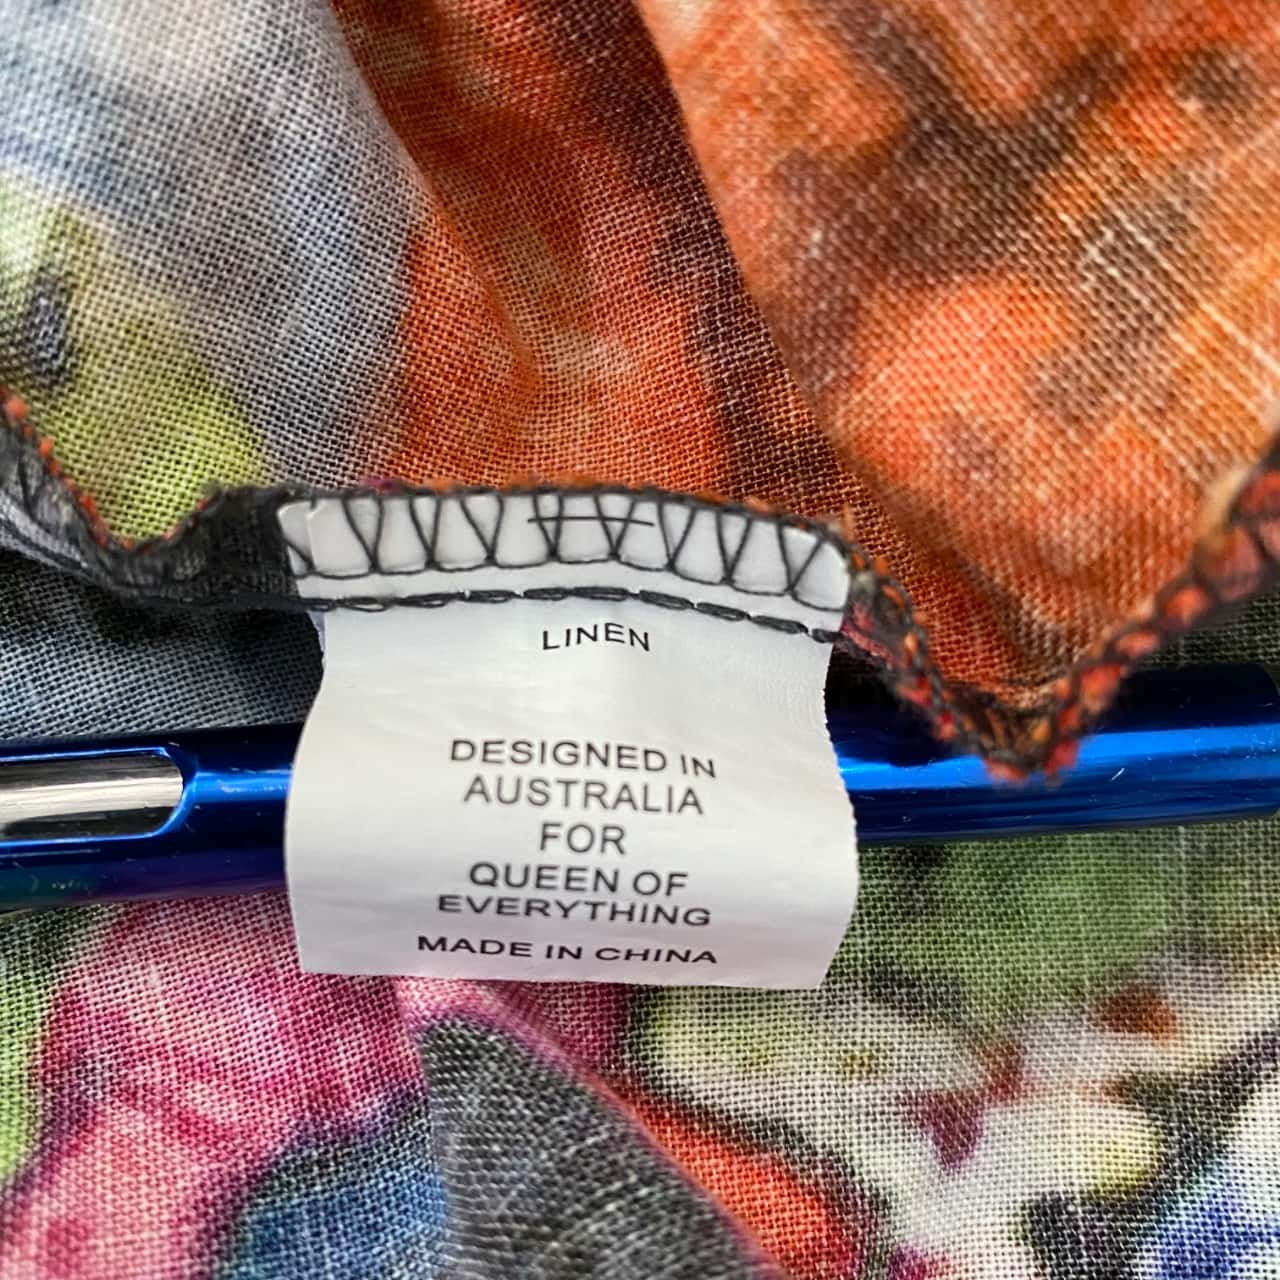 LINEN
DESIGNED IN
AUSTRALIA
FOR
QUEEN OF
EVERYTHING
MADE IN CHINA